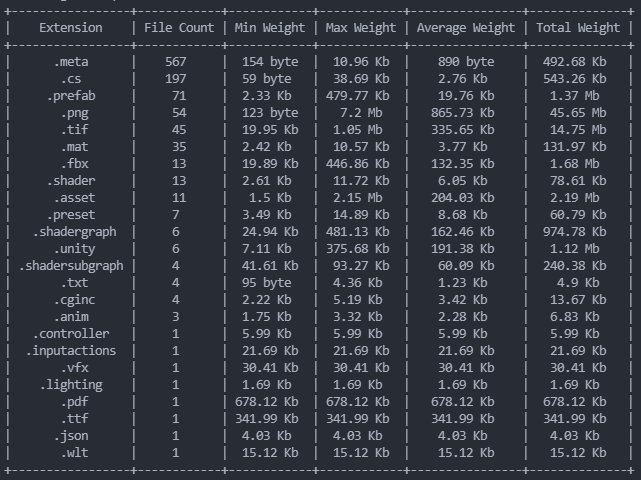 +------------+------------+------------+------------+----------------+--------------+
| Extension | File Count | Min Weight | Max Weight | Average Weight | Total Weight |
+------------+------------+------------+------------+----------------+--------------+
| .meta | 567 | 154 byte | 10.96 Kb | 890 byte | 492.68 Kb |
| .cs | 197 | 59 byte | 38.69 Kb | 2.76 Kb | 543.26 Kb |
| .prefab | 71 | 2.33 Kb | 479.77 Kb | 19.76 Kb | 1.37 Mb |
| .png | 54 | 123 byte | 7.2 Mb | 865.73 Kb | 45.65 Mb |
| .tif | 45 | 19.95 Kb | 1.05 Mb | 335.65 Kb | 14.75 Mb |
| .mat | 35 | 2.42 Kb | 10.57 Kb | 3.77 Kb | 131.97 Kb |
| .fbx | 13 | 19.89 Kb | 446.86 Kb | 132.35 Kb | 1.68 Mb |
| .shader | 13 | 2.61 Kb | 11.72 Kb | 6.05 Kb | 78.61 Kb |
| .asset | 11 | 1.5 Kb | 2.15 Mb | 204.03 Kb | 2.19 Mb |
| .preset | 7 | 3.49 Kb | 14.89 Kb | 8.68 Kb | 60.79 Kb |
| .shadergraph | 6 | 24.94 Kb | 481.13 Kb | 162.46 Kb | 974.78 Kb |
| .unity | 6 | 7.11 Kb | 375.68 Kb | 191.38 Kb | 1.12 Mb |
| .shadersubgraph | 4 | 41.61 Kb | 93.27 Kb | 60.09 Kb | 240.38 Kb |
| .txt | 4 | 95 byte | 4.36 Kb | 1.23 Kb | 4.9 Kb |
| .cginc | 4 | 2.22 Kb | 5.19 Kb | 3.42 Kb | 13.67 Kb |
| .anim | 3 | 1.75 Kb | 3.32 Kb | 2.28 Kb | 6.83 Kb |
| .controller | 1 | 5.99 Kb | 5.99 Kb | 5.99 Kb | 5.99 Kb |
| .inputactions | 1 | 21.69 Kb | 21.69 Kb | 21.69 Kb | 21.69 Kb |
| .vfx | 1 | 30.41 Kb | 30.41 Kb | 30.41 Kb | 30.41 Kb |
| .lighting | 1 | 1.69 Kb | 1.69 Kb | 1.69 Kb | 1.69 Kb |
| .pdf | 1 | 678.12 Kb | 678.12 Kb | 678.12 Kb | 678.12 Kb |
| .ttf | 1 | 341.99 Kb | 341.99 Kb | 341.99 Kb | 341.99 Kb |
| .json | 1 | 4.03 Kb | 4.03 Kb | 4.03 Kb | 4.03 Kb |
| .wlt | 1 | 15.12 Kb | 15.12 Kb | 15.12 Kb | 15.12 Kb |
+------------+------------+------------+------------+----------------+--------------+